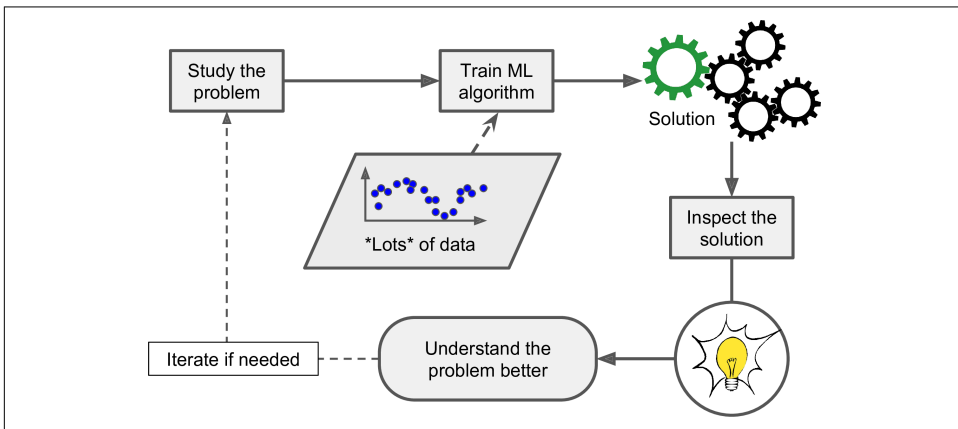 Study the
problem
Train ML
algorithm
Solution
*Lots* of data
Inspect the
solution
Understand the
problem better
Iterate if needed